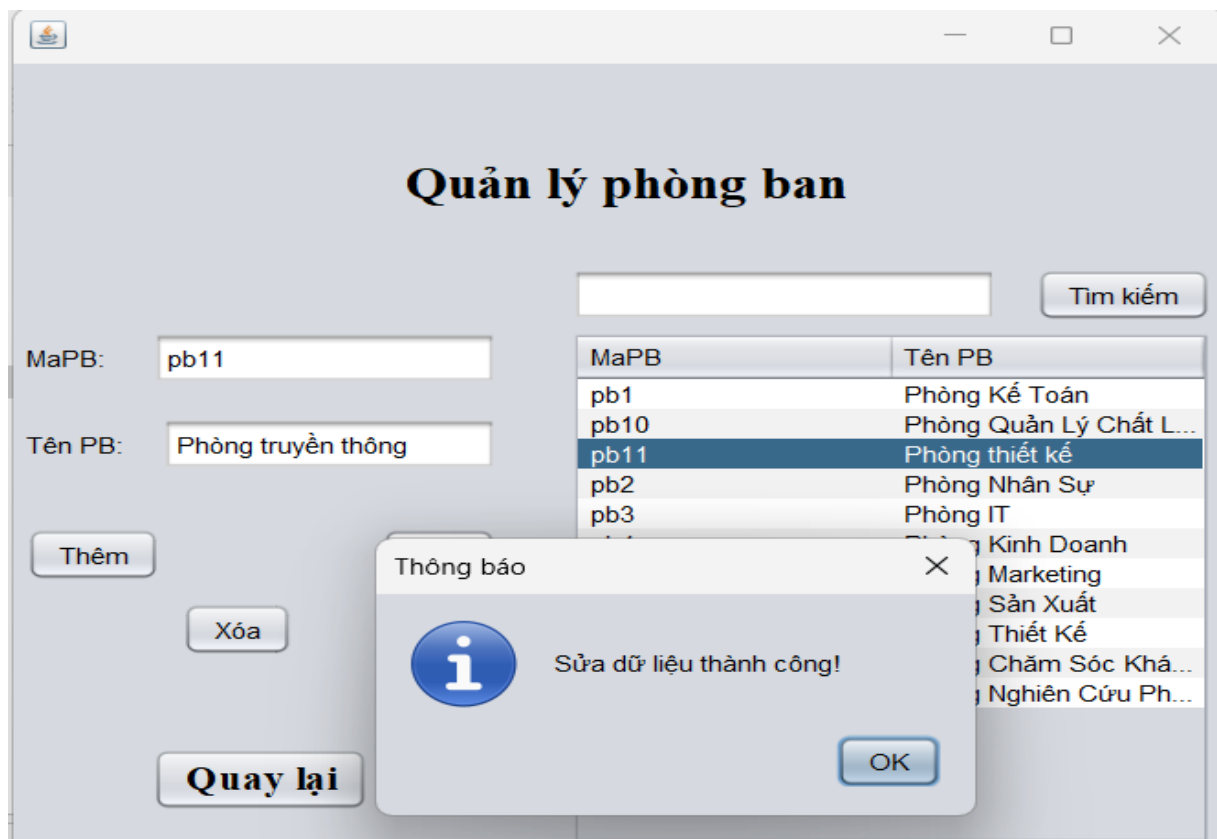 Quản lý phòng ban
Tìm kiếm
MaPB: pb11
Tên PB: Phòng truyền thông
Thêm
Xóa
Quay lại
MaPB Tên PB
pb1 Phòng Kế Toán
pb10 Phòng Quản Lý Chất L...
pb11 Phòng thiết kế
pb2 Phòng Nhân Sự
pb3 Phòng IT
Kinh Doanh
Marketing
Sản Xuất
Thiết Kế
Chăm Sóc Khá...
Nghiên Cứu Ph...
Thông báo
Sửa dữ liệu thành công!
OK